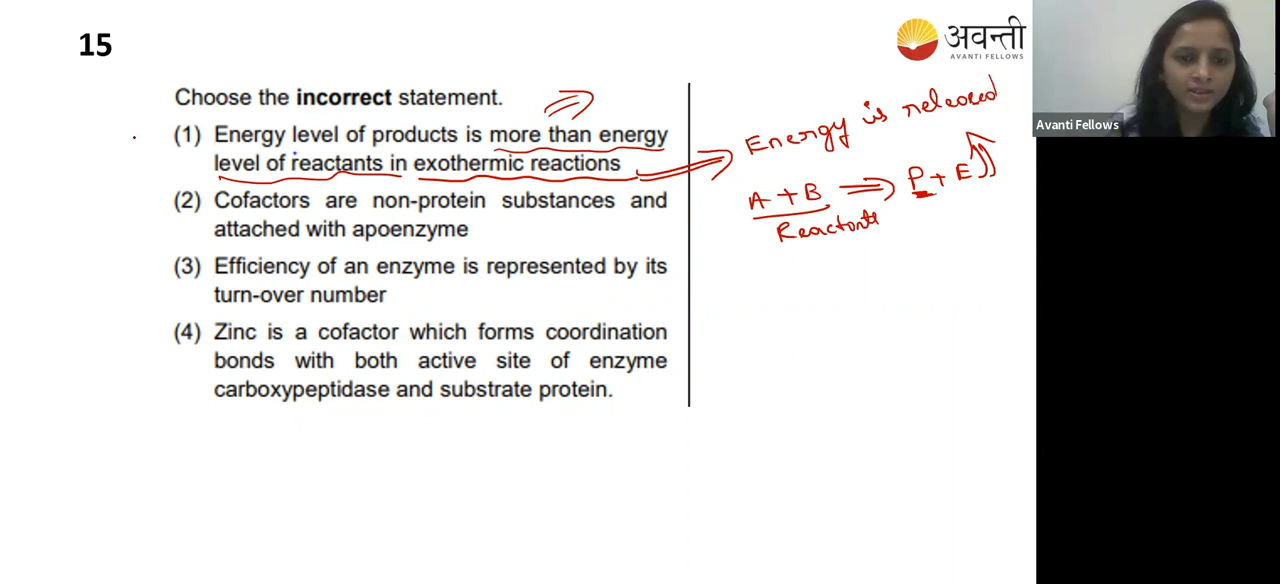 15
अवन्ती
AVANTI FELLOWS
Avanti Fellows
Choose the incorrect statement.
(1) Energy level of products is more than energy
level of reactants in exothermic reactions
(2) Cofactors are non-protein substances and
attached with apoenzyme
(3) Efficiency of an enzyme is represented by its
turn-over number
(4) Zinc is a cofactor which forms coordination
bonds with both active site of enzyme
carboxypeptidase and substrate protein.
Energy is released
A + B ⇒ P + E
Reactants